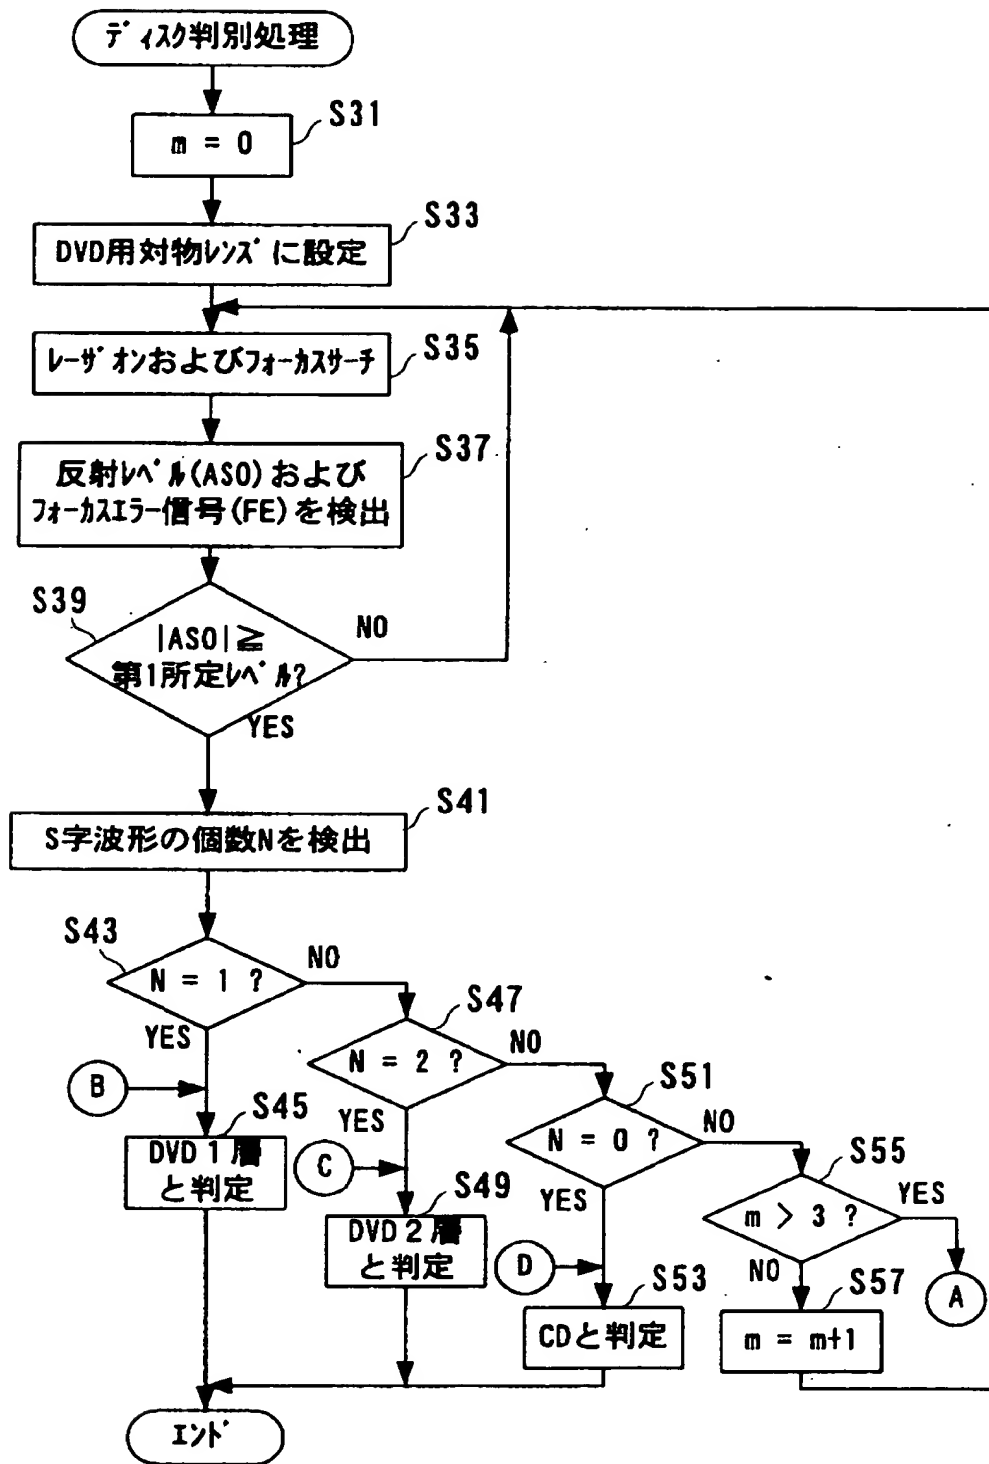 ディスク判別処理
S31
m = 0
S33
DVD用対物レンズに設定
レーザオンおよびフォーカスサーチ
S35
S37
反射レベル(ASO)および
フォーカスエラー信号(FE)を検出
S39
|ASO|≧
第1所定レベル?
NO
YES
S41
S字波形の個数Nを検出
S43
N = 1 ?
NO
YES
S47
N = 2 ?
NO
YES
S51
N = 0 ?
NO
YES
S55
m > 3 ?
YES
NO
B
S45
DVD1層
と判定
C
S49
DVD2層
と判定
D
S53
CDと判定
S57
m = m+1
A
エンド